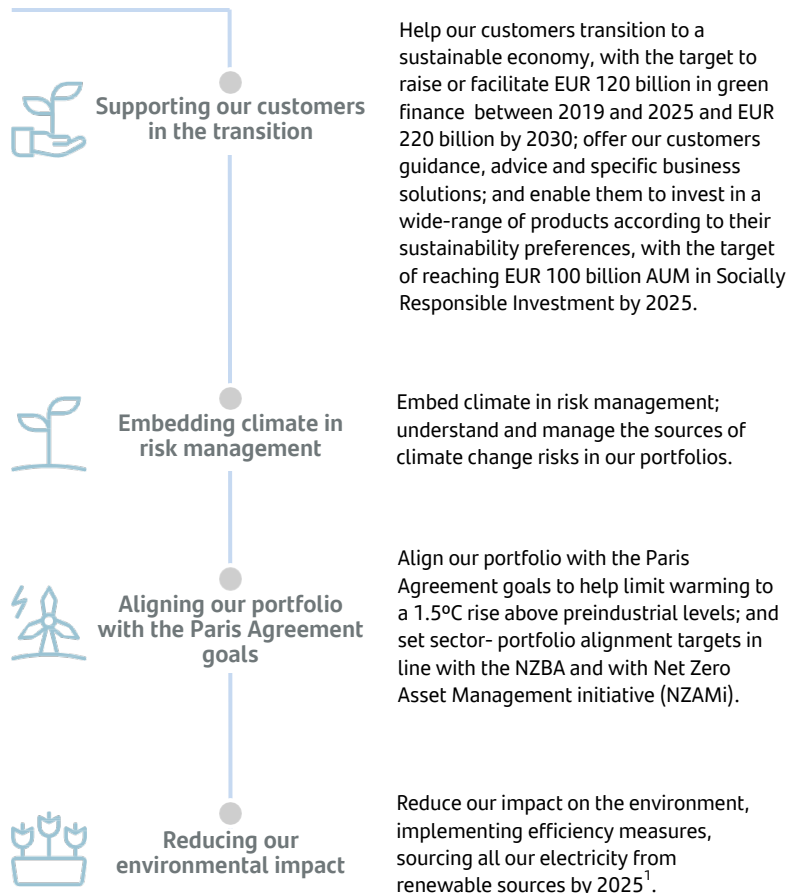 Supporting our customers
in the transition
Help our customers transition to a
sustainable economy, with the target to
raise or facilitate EUR 120 billion in green
finance between 2019 and 2025 and EUR
220 billion by 2030; offer our customers
guidance, advice and specific business
solutions; and enable them to invest in a
wide-range of products according to their
sustainability preferences, with the target
of reaching EUR 100 billion AUM in Socially
Responsible Investment by 2025.
Embedding climate in
risk management
Embed climate in risk management;
understand and manage the sources of
climate change risks in our portfolios.
Aligning our portfolio
with the Paris Agreement
goals
Align our portfolio with the Paris
Agreement goals to help limit warming to
a 1.5ºC rise above preindustrial levels; and
set sector- portfolio alignment targets in
line with the NZBA and with Net Zero
Asset Management initiative (NZAMi).
Reducing our
environmental impact
Reduce our impact on the environment,
implementing efficiency measures,
sourcing all our electricity from
renewable sources by 2025¹.